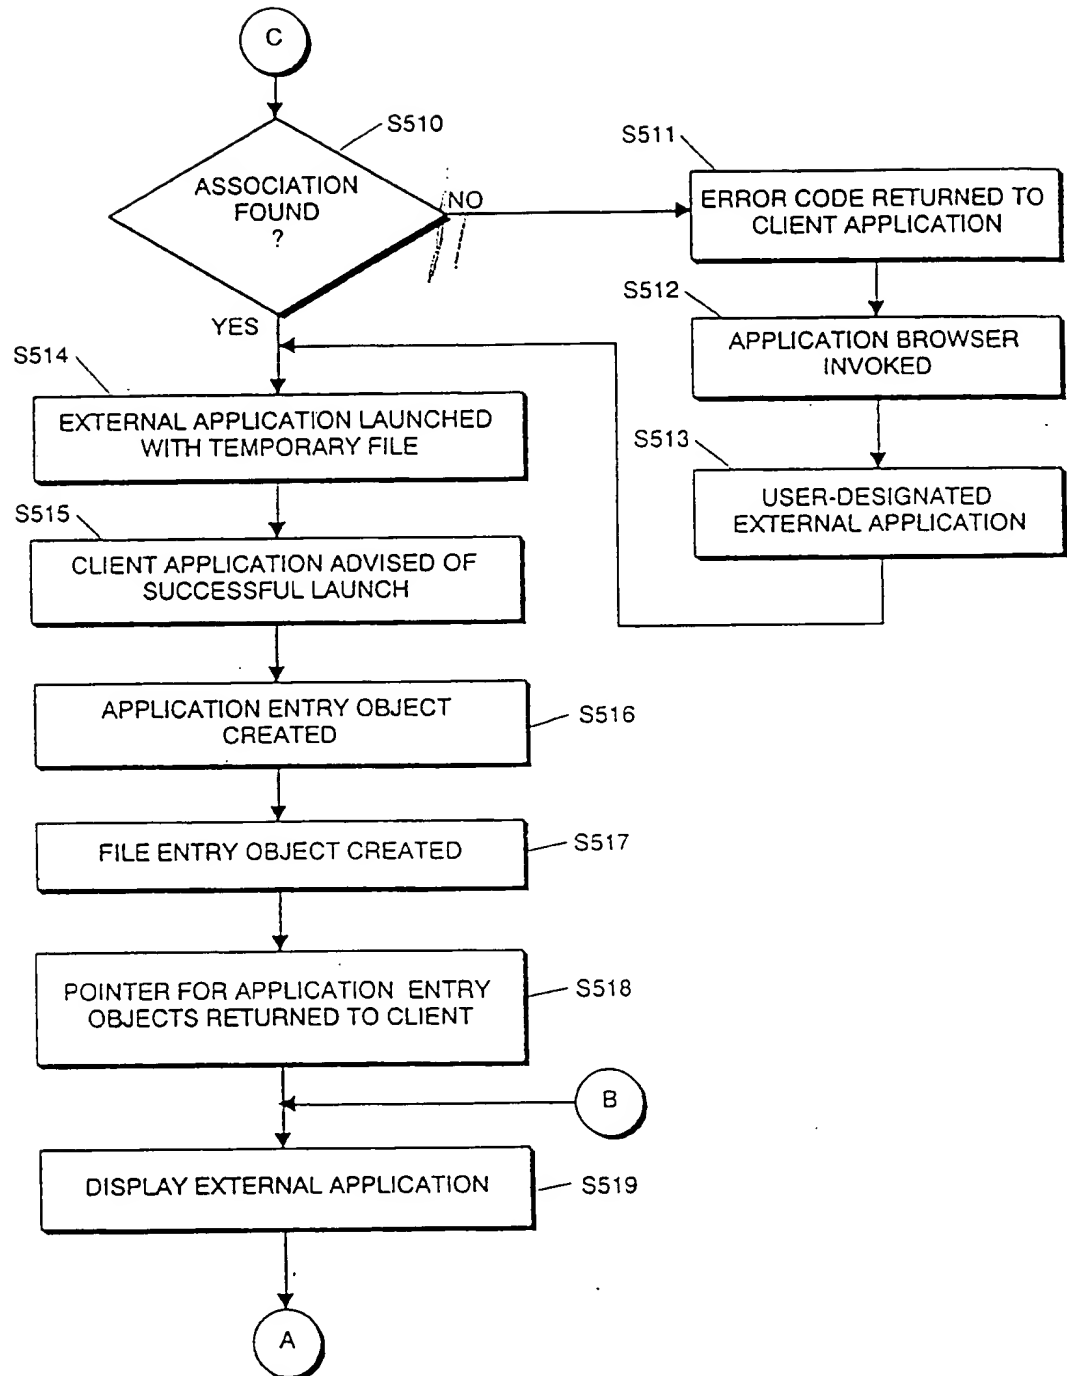 C
S510
ASSOCIATION
FOUND
?
NO
YES
S511
ERROR CODE RETURNED TO
CLIENT APPLICATION
S512
APPLICATION BROWSER
INVOKED
S513
USER-DESIGNATED
EXTERNAL APPLICATION
S514
EXTERNAL APPLICATION LAUNCHED
WITH TEMPORARY FILE
S515
CLIENT APPLICATION ADVISED OF
SUCCESSFUL LAUNCH
APPLICATION ENTRY OBJECT
CREATED
S516
FILE ENTRY OBJECT CREATED
S517
POINTER FOR APPLICATION ENTRY
OBJECTS RETURNED TO CLIENT
S518
B
DISPLAY EXTERNAL APPLICATION
S519
A